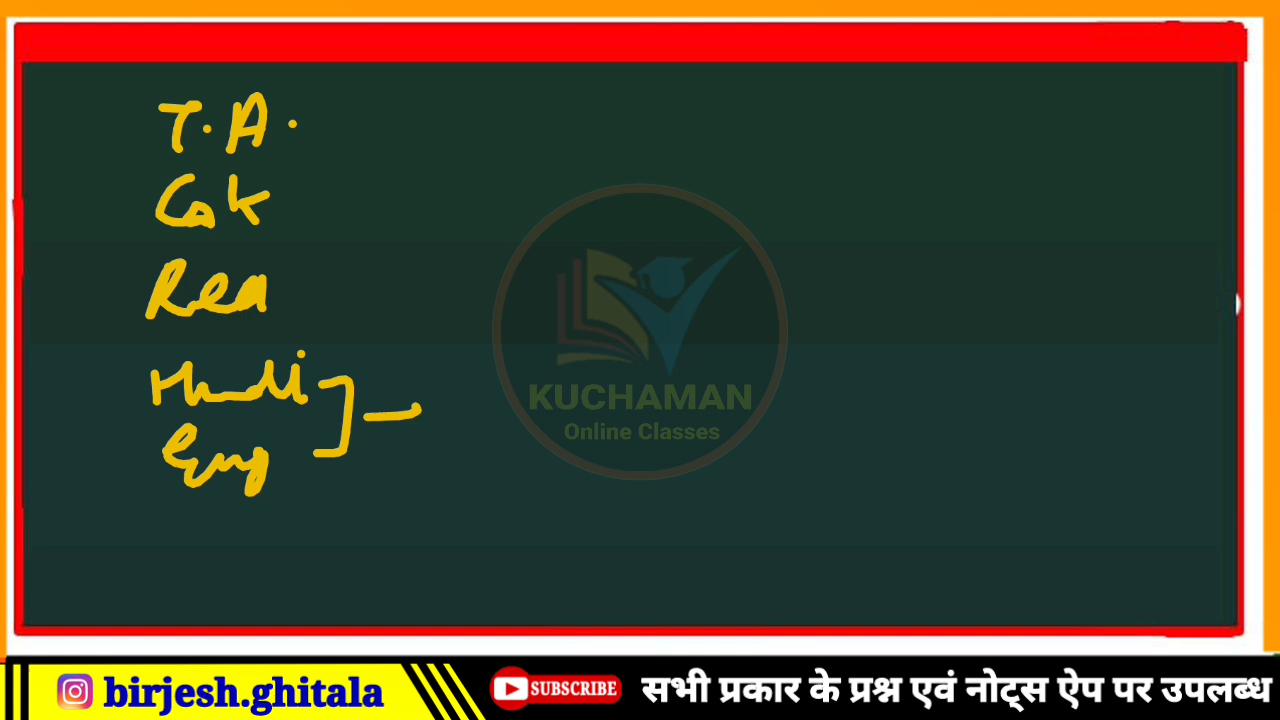 T.A.
GK
Rea
Hindi
Eng
KUCHAMAN
Online Classes
birjesh.ghitala
SUBSCRIBE
सभी प्रकार के प्रश्न एवं नोट्स ऐप पर उपलब्ध